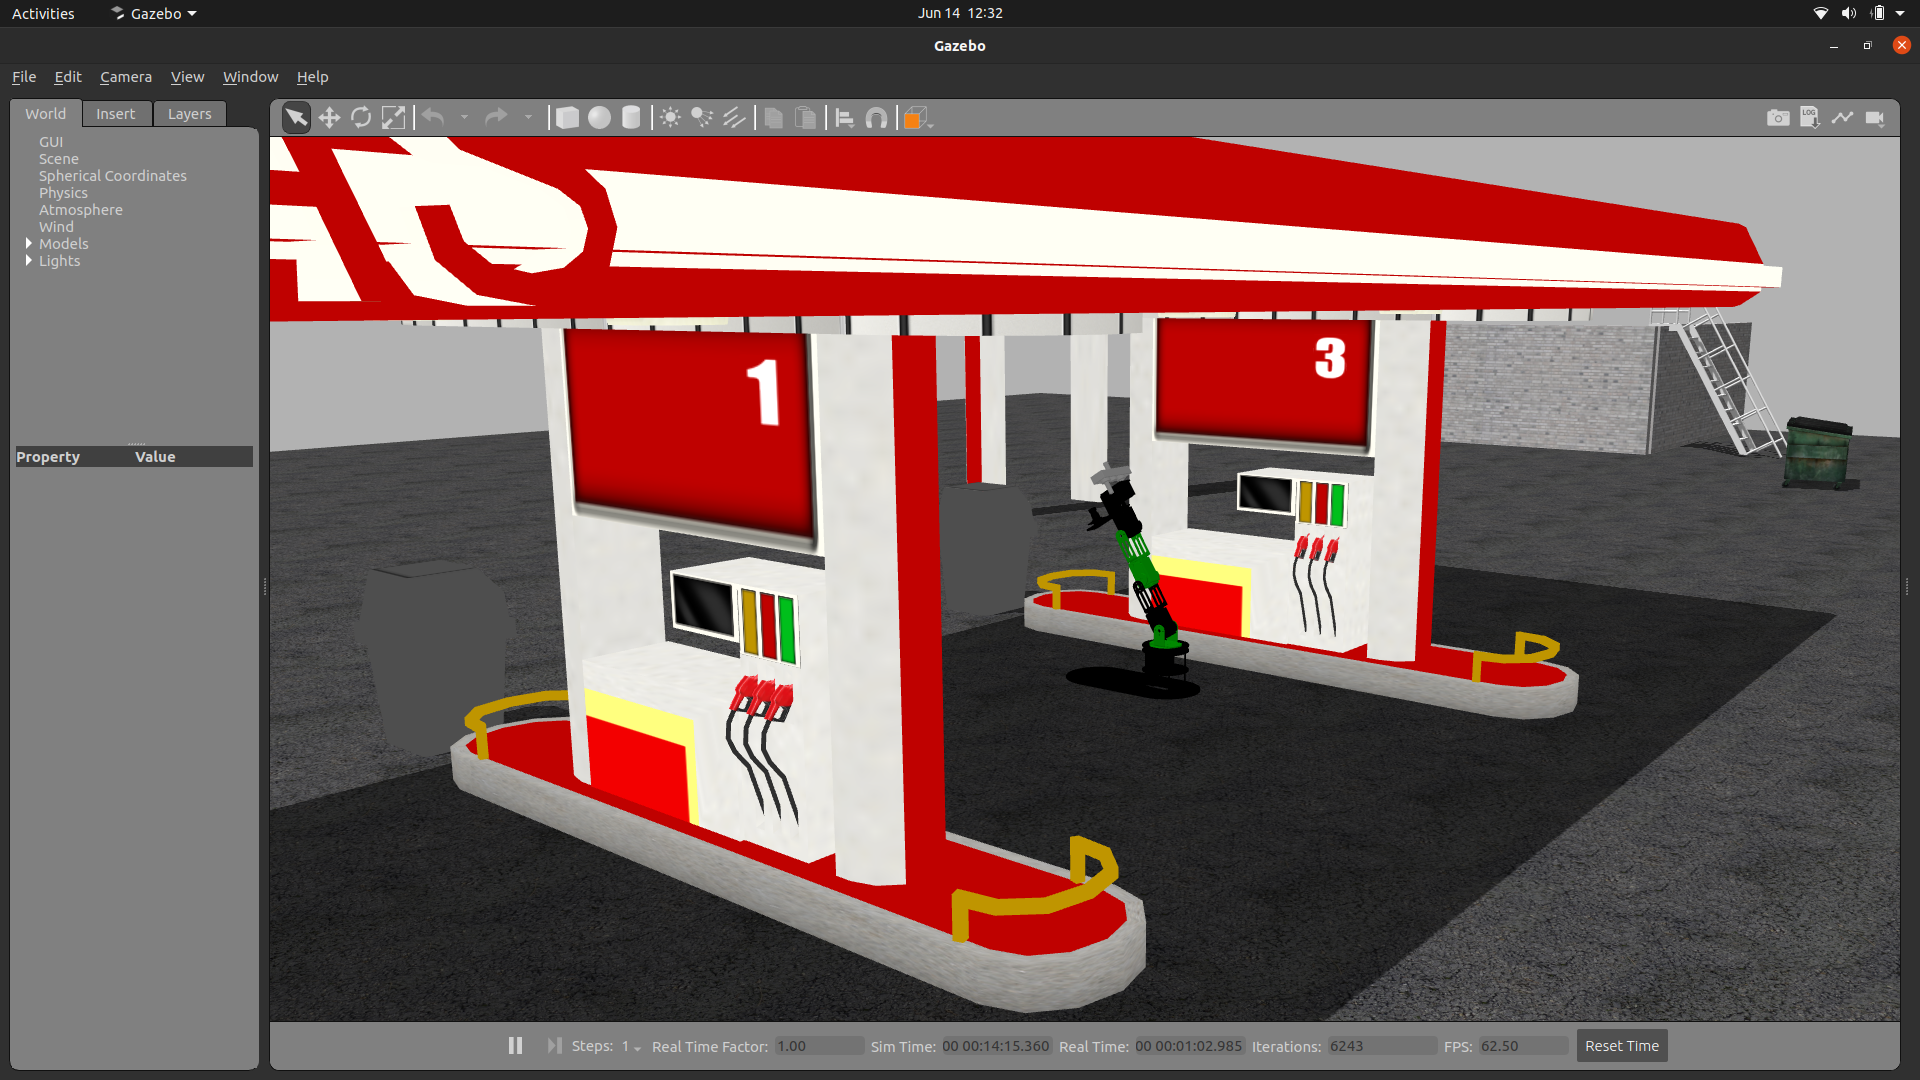 Activities
Gazebo
Jun 14 12:32
Gazebo
File Edit Camera View Window Help
World Insert Layers
LOG
GUI
Scene
Spherical Coordinates
Physics
Atmosphere
Wind
Models
Lights
Property Value
1
3
Steps: 1 Real Time Factor: 1.00 Sim Time: 00 00:14:15.360 Real Time: 00 00:01:02.985 Iterations: 6243 FPS: 62.50 Reset Time